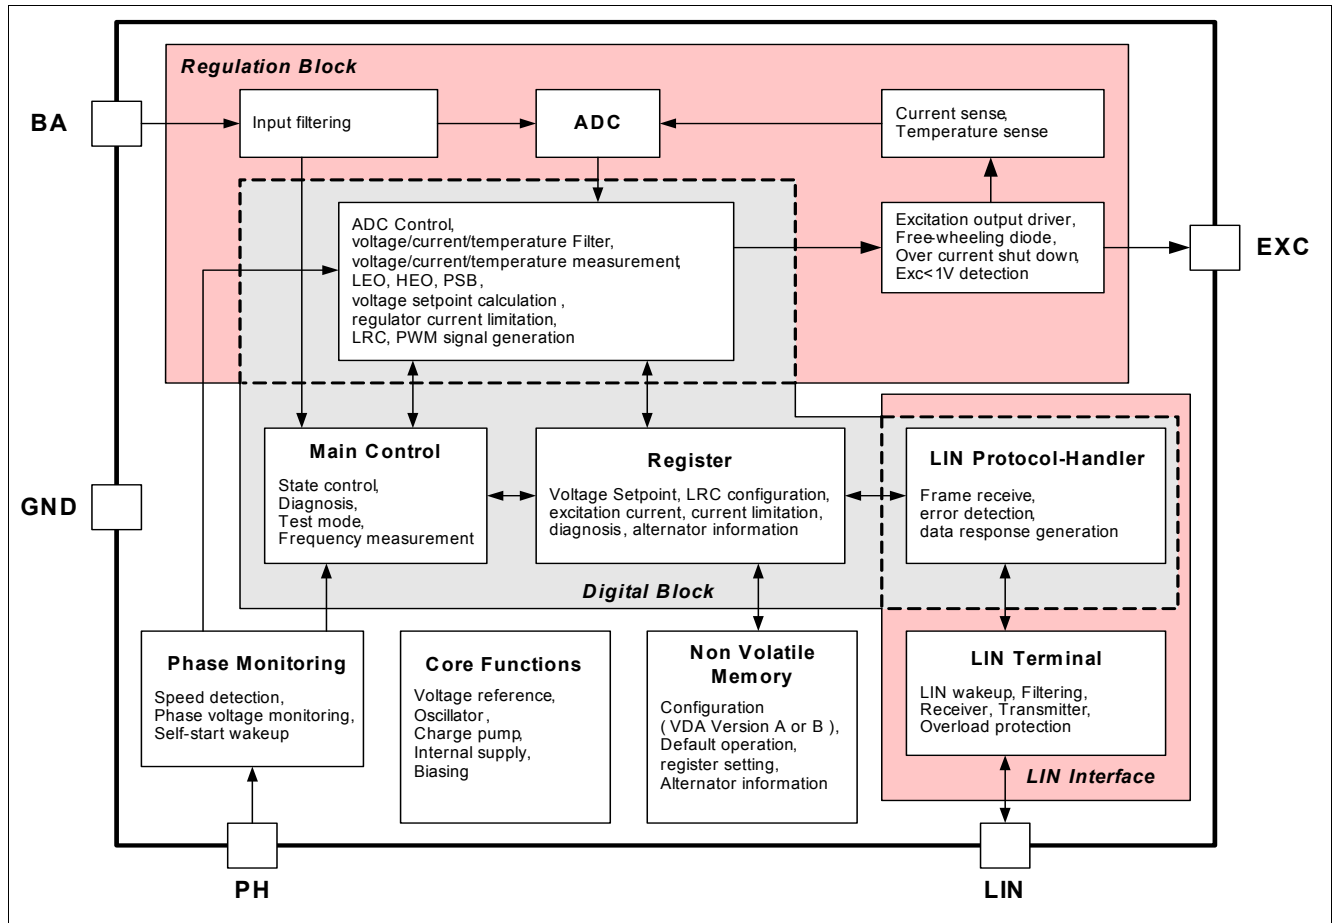 Regulation Block
BA
Input filtering
ADC
Current sense,
Temperature sense
ADC Control,
voltage/current/temperature Filter,
voltage/current/temperature measurement,
LEO, HEO, PSB,
voltage setpoint calculation ,
regulator current limitation,
LRC, PWM signal generation
Excitation output driver,
Free-wheeling diode,
Over current shut down,
Exc<1V detection
EXC
GND
Main Control
State control,
Diagnosis,
Test mode,
Frequency measurement
Register
Voltage Setpoint, LRC configuration,
excitation current, current limitation,
diagnosis, alternator information
LIN Protocol-Handler
Frame receive,
error detection,
data response generation
Digital Block
Phase Monitoring
Speed detection,
Phase voltage monitoring,
Self-start wakeup
Core Functions
Voltage reference,
Oscillator ,
Charge pump,
Internal supply,
Biasing
Non Volatile
Memory
Configuration
( VDA Version A or B ),
Default operation,
register setting,
Alternator information
LIN Terminal
LIN wakeup, Filtering,
Receiver, Transmitter,
Overload protection
LIN Interface
PH
LIN